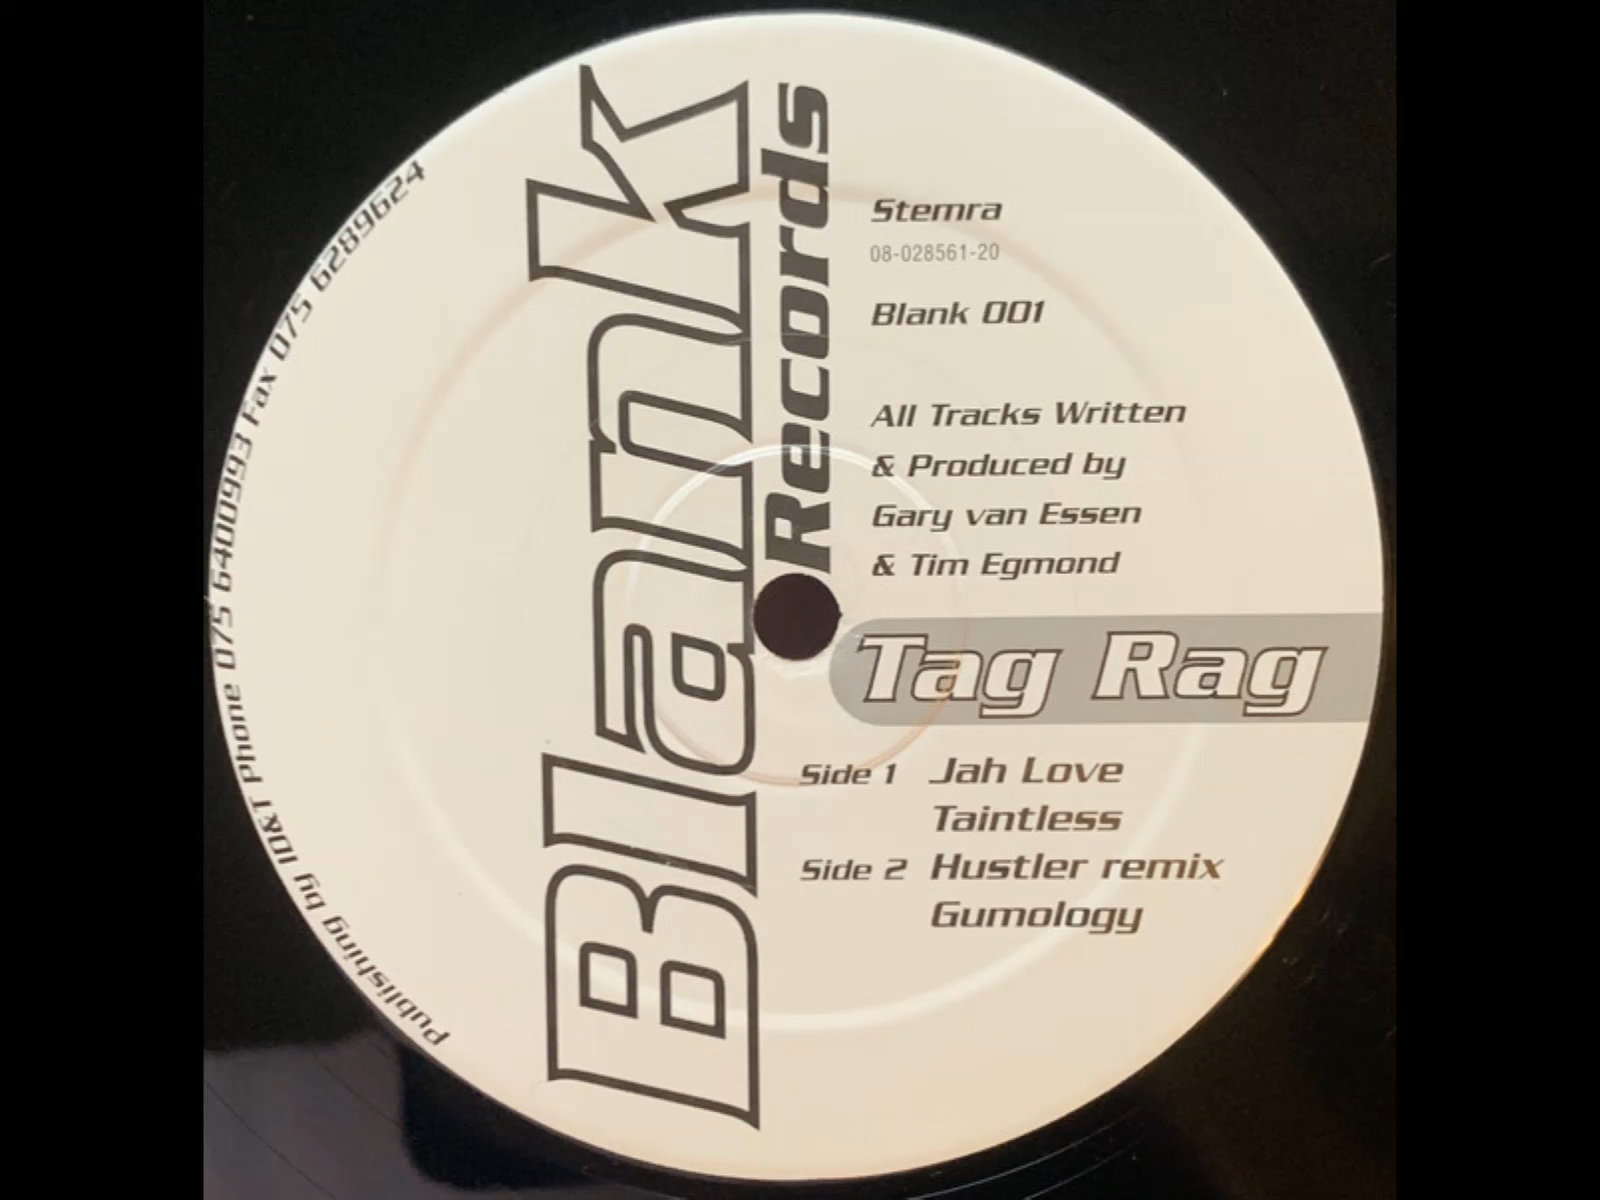 Blank
Records
Stemra
08-028561-20
Blank 001
All Tracks Written
& Produced by
Gary van Essen
& Tim Egmond
Tag Rag
Side 1 Jah Love
Taintless
Side 2 Hustler remix
Gumology
Publishing by ID&T Phone 075 6400993 Fax 075 6289624